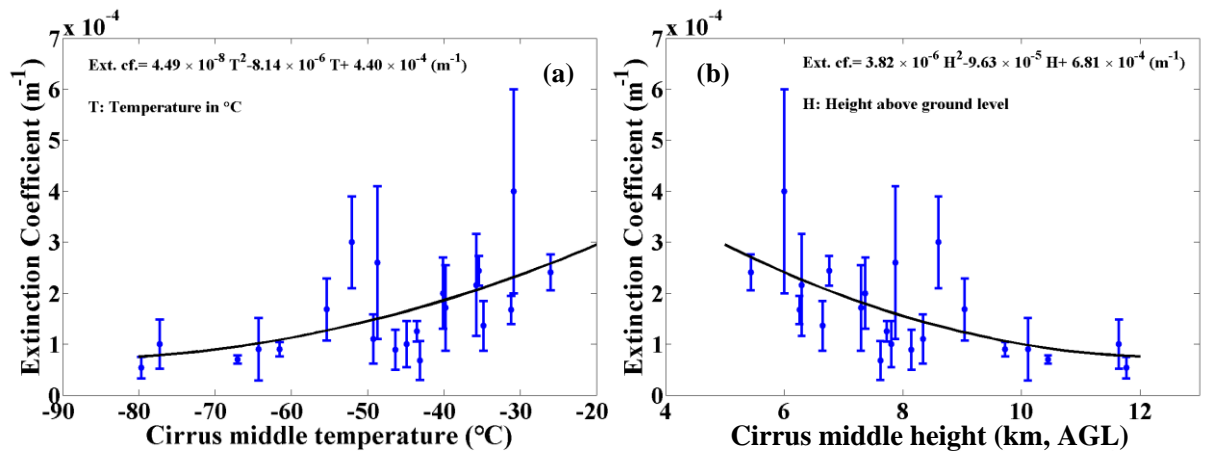 x 10⁻⁴
Ext. cf.= 4.49 × 10⁻⁸ T²-8.14 × 10⁻⁶ T+ 4.40 × 10⁻⁴ (m⁻¹)
(a)
T: Temperature in °C
Extinction Coefficient (m⁻¹)
7
6
5
4
3
2
1
0
-90 -80 -70 -60 -50 -40 -30 -20
Cirrus middle temperature (°C)
x 10⁻⁴
(b)
Ext. cf.= 3.82 × 10⁻⁶ H²-9.63 × 10⁻⁵ H+ 6.81 × 10⁻⁴ (m⁻¹)
H: Height above ground level
Extinction Coefficient (m⁻¹)
7
6
5
4
3
2
1
0
4 6 8 10 12
Cirrus middle height (km, AGL)